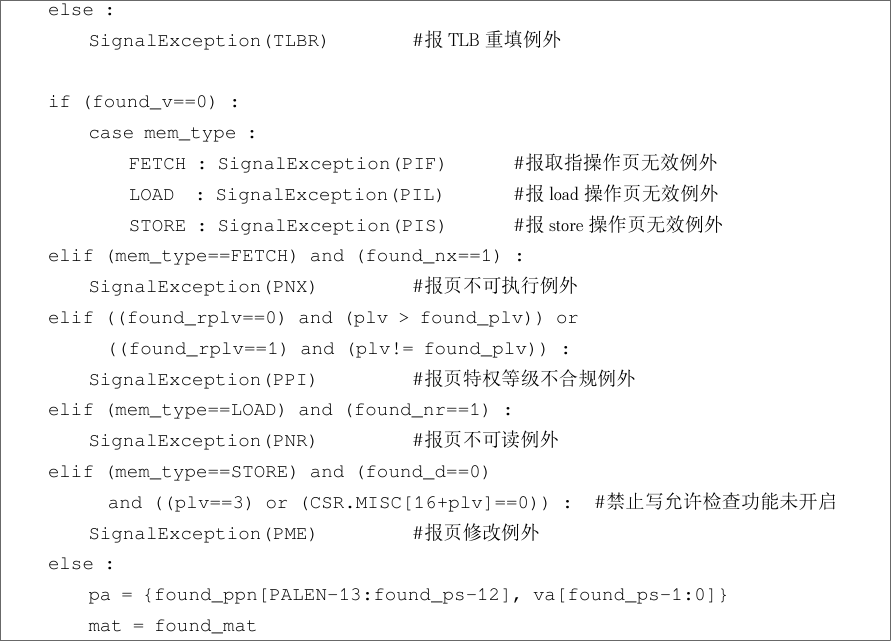 else :
SignalException(TLBR) #报 TLB 重填例外
if (found_v==0) :
case mem_type :
FETCH : SignalException(PIF) #报取指操作页无效例外
LOAD : SignalException(PIL) #报 load 操作页无效例外
STORE : SignalException(PIS) #报 store 操作页无效例外
elif (mem_type==FETCH) and (found_nx==1) :
SignalException(PNX) #报页不可执行例外
elif ((found_rplv==0) and (plv > found_plv)) or
((found_rplv==1) and (plv!= found_plv)) :
SignalException(PPI) #报页特权等级不合规例外
elif (mem_type==LOAD) and (found_nr==1) :
SignalException(PNR) #报页不可读例外
elif (mem_type==STORE) and (found_d==0)
and ((plv==3) or (CSR.MISC[16+plv]==0)) : #禁止写允许检查功能未开启
SignalException(PME) #报页修改例外
else :
pa = {found_ppn[PALEN-13:found_ps-12], va[found_ps-1:0]}
mat = found_mat